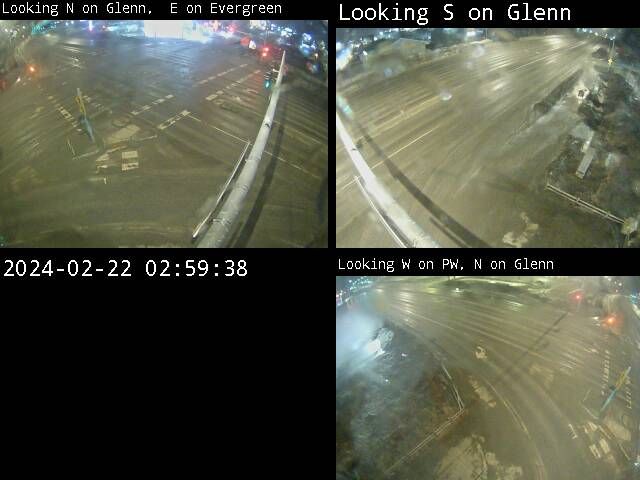 Looking N on Glenn,  E on Evergreen
Looking S on Glenn
2024-02-22 02:59:38
Looking W on PW, N on Glenn